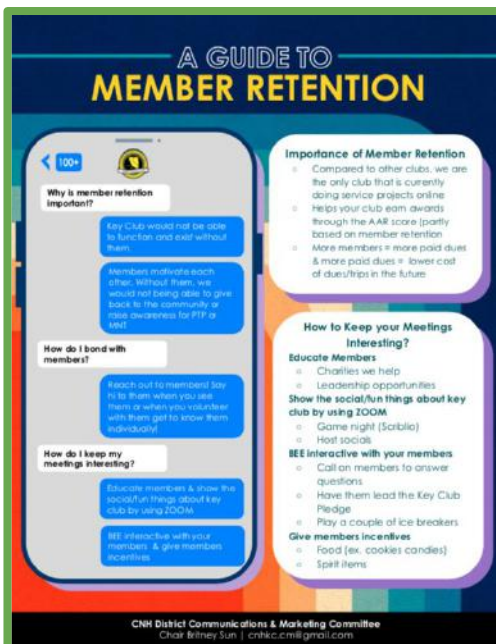 A GUIDE TO
MEMBER RETENTION
100+
Why is member retention
important?
Key Club would not be able
to function and exist without
them.
Members motivate each
other. Without them, we
would not being able to give
back to the community or
raise awareness for PTP or
MNT
How do I bond with
members?
Reach out to members! Say
hi to them when you see
them or when you volunteer
with them get to know them
individually!
How do I keep my
meetings interesting?
Educate members & show the
social/fun things about key
club by using ZOOM
BEE interactive with your
members & give members
incentives
Importance of Member Retention
Compared to other clubs, we are
the only club that is currently
doing service projects online
Helps your club earn awards
through the AAR score (partly
based on member retention
More members = more paid dues
& more paid dues = lower cost
of dues/trips in the future
How to Keep your Meetings
Interesting?
Educate Members
Charities we help
Leadership opportunities
Show the social/fun things about key
club by using ZOOM
Game night (Scriblio)
Host socials
BEE interactive with your members
Call on members to answer
questions
Have them lead the Key Club
Pledge
Play a couple of ice breakers
Give members incentives
Food (ex. cookies candies)
Spirit items
CNH District Communications & Marketing Committee
Chair Britney Sun | cnhkc.cm@gmail.com